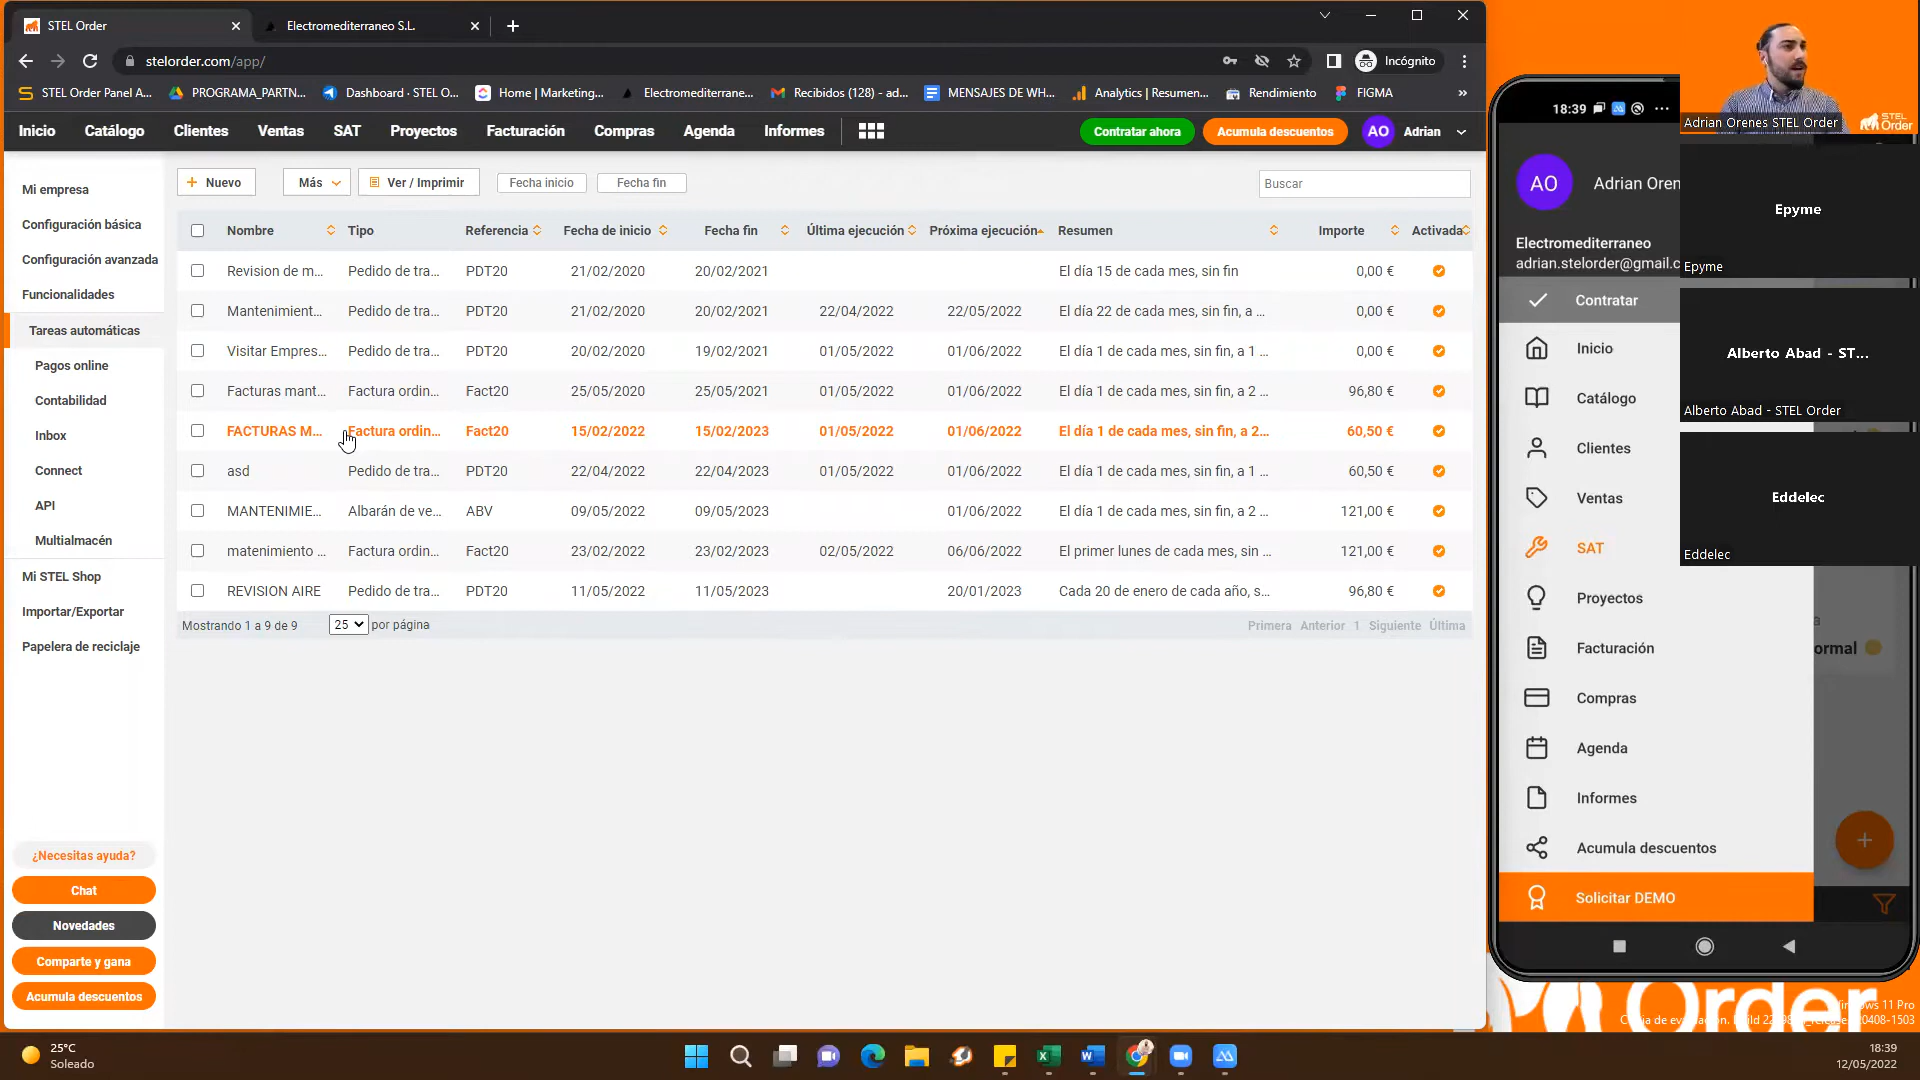 STEL Order
Electromediterraneo S.L.
stelorder.com/app/
Incógnito
STEL Order Panel A...
PROGRAMA_PARTN...
Dashboard · STEL O...
Home | Marketing...
Electromediterrane...
Recibidos (128) - ad...
MENSAJES DE WH...
Analytics | Resumen...
Rendimiento
FIGMA
»
Inicio
Catálogo
Clientes
Ventas
SAT
Proyectos
Facturación
Compras
Agenda
Informes
Contratar ahora
Acumula descuentos
AO
Adrian
Mi empresa
Configuración básica
Configuración avanzada
Funcionalidades
Tareas automáticas
Pagos online
Contabilidad
Inbox
Connect
API
Multialmacén
Mi STEL Shop
Importar/Exportar
Papelera de reciclaje
¿Necesitas ayuda?
Chat
Novedades
Comparte y gana
Acumula descuentos
+ Nuevo
Más
Ver / Imprimir
Fecha inicio
Fecha fin
Buscar
Nombre Tipo Referencia Fecha de inicio Fecha fin Última ejecución Próxima ejecución Resumen Importe Activada
Revision de m... Pedido de tra... PDT20 21/02/2020 20/02/2021 El día 15 de cada mes, sin fin 0,00 €
Mantenimient... Pedido de tra... PDT20 21/02/2020 20/02/2021 22/04/2022 22/05/2022 El día 22 de cada mes, sin fin, a ... 0,00 €
Visitar Empres... Pedido de tra... PDT20 20/02/2020 19/02/2021 01/05/2022 01/06/2022 El día 1 de cada mes, sin fin, a 1 ... 0,00 €
Facturas mant... Factura ordin... Fact20 25/05/2020 25/05/2021 01/05/2022 01/06/2022 El día 1 de cada mes, sin fin, a 2 ... 96,80 €
FACTURAS M... Factura ordin... Fact20 15/02/2022 15/02/2023 01/05/2022 01/06/2022 El día 1 de cada mes, sin fin, a 2... 60,50 €
asd Pedido de tra... PDT20 22/04/2022 22/04/2023 01/05/2022 01/06/2022 El día 1 de cada mes, sin fin, a 1 ... 60,50 €
MANTENIMIE... Albarán de ve... ABV 09/05/2022 09/05/2023 01/06/2022 El día 1 de cada mes, sin fin, a 2 ... 121,00 €
matenimiento ... Factura ordin... Fact20 23/02/2022 23/02/2023 02/05/2022 06/06/2022 El primer lunes de cada mes, sin ... 121,00 €
REVISION AIRE Pedido de tra... PDT20 11/05/2022 11/05/2023 20/01/2023 Cada 20 de enero de cada año, s... 96,80 €
Mostrando 1 a 9 de 9
25 por página
Primera Anterior 1 Siguiente Última
18:39
AO
Adrian Oren
Electromediterraneo
adrian.stelorder@gmail.c
Contratar
Inicio
Catálogo
Clientes
Ventas
SAT
Proyectos
Facturación
Compras
Agenda
Informes
Acumula descuentos
Solicitar DEMO
ormal
+
Adrian Orenes STEL Order
STEL
Order
Epyme
Epyme
Alberto Abad - ST...
Alberto Abad - STEL Order
Eddelec
Eddelec
Order
25°C
Soleado
18:39
12/05/2022